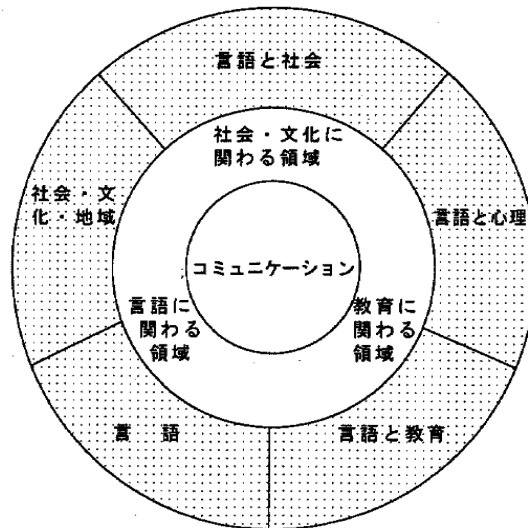 言語と社会
社会・文化に
関わる領域
社会・文
化・地域
言語と心理
コミュニケーション
言語に
関わる
領域
教育に
関わる
領域
言　語
言語と教育